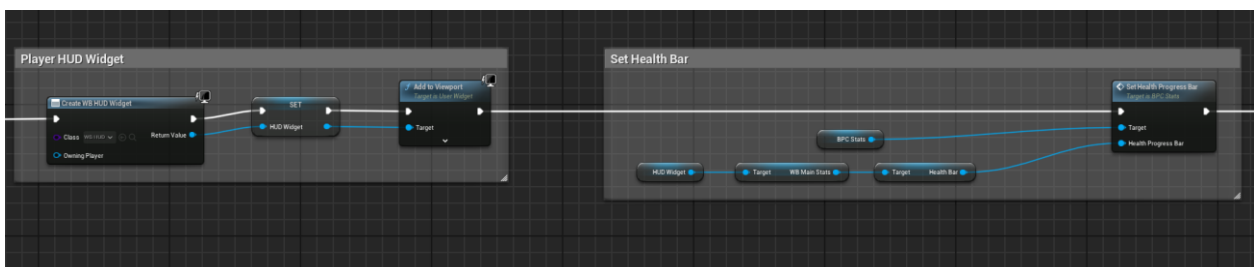 Player HUD Widget
Create WB HUD Widget
Class WB HUD Return Value
Owning Player
SET
HUD Widget
Add to Viewport
Target is User Widget
Target
Set Health Bar
BPC Stats
HUD Widget
Target WB Main Stats
Target Health Bar
Set Health Progress Bar
Target is BPC Stats
Target
Health Progress Bar